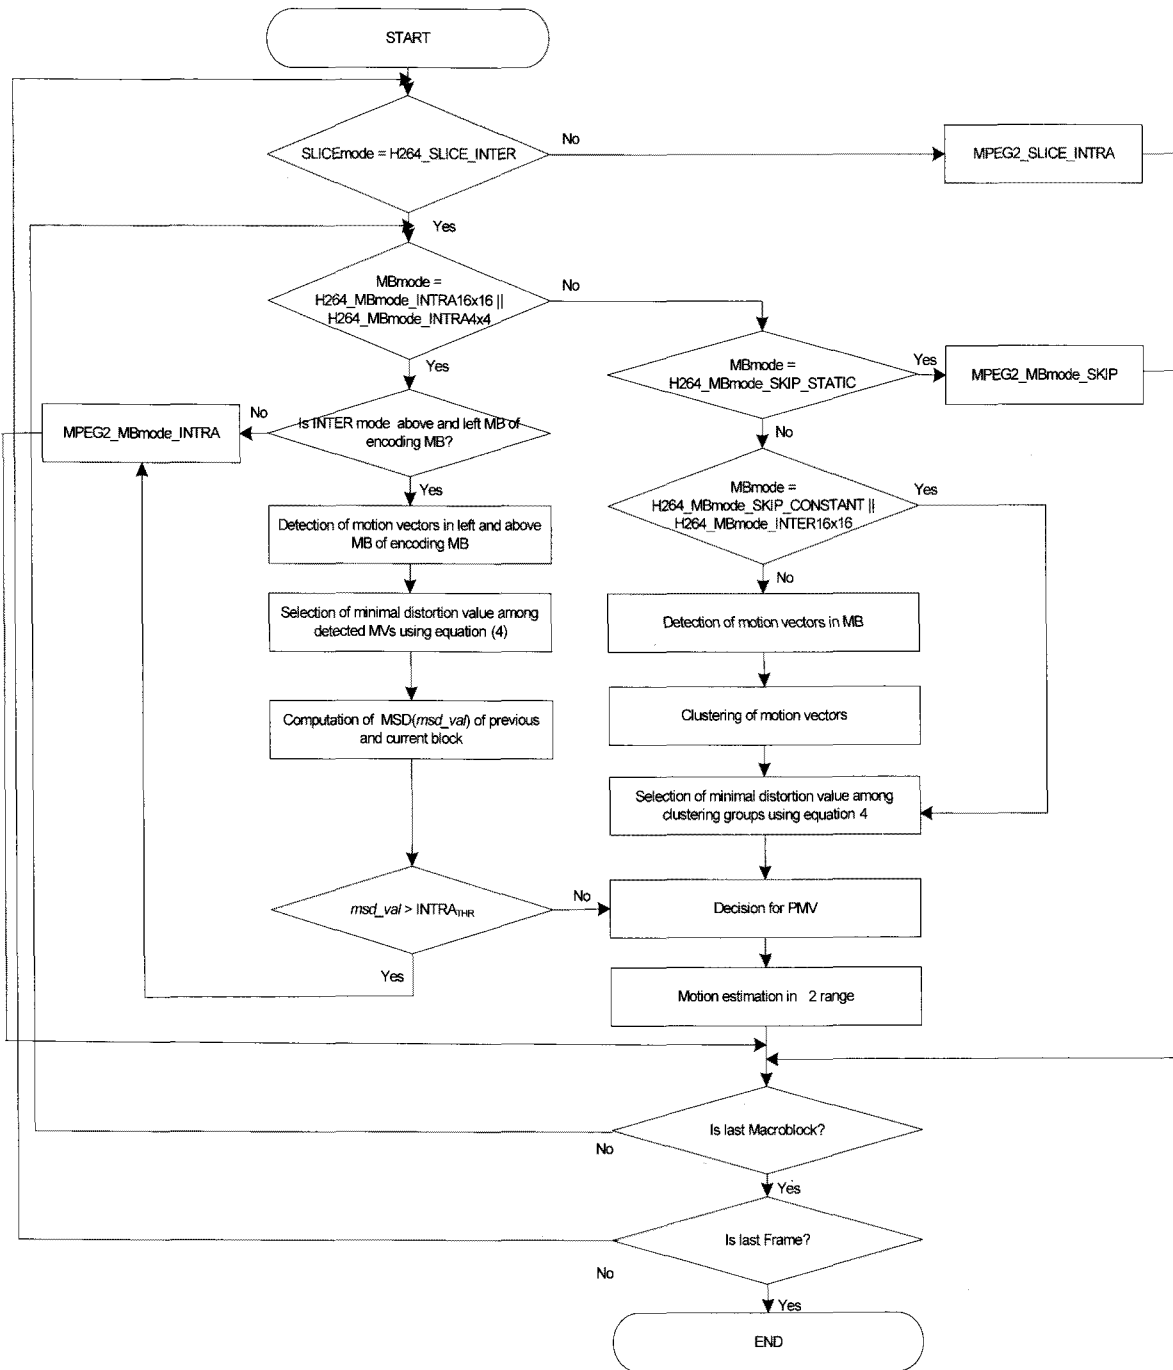 START
SLICEmode = H264_SLICE_INTER
No
MPEG2_SLICE_INTRA
Yes
MBmode =
H264_MBmode_INTRA16x16 ||
H264_MBmode_INTRA4x4
No
Yes
MBmode =
H264_MBmode_SKIP_STATIC
Yes
MPEG2_MBmode_SKIP
No
MPEG2_MBmode_INTRA
No
Is INTER mode above and left MB of
encoding MB?
Yes
MBmode =
H264_MBmode_SKIP_CONSTANT ||
H264_MBmode_INTER16x16
Yes
No
Detection of motion vectors in left and above
MB of encoding MB
Selection of minimal distortion value among
detected MVs using equation (4)
Computation of MSD(msd_val) of previous
and current block
Detection of motion vectors in MB
Clustering of motion vectors
Selection of minimal distortion value among
clustering groups using equation 4
msd_val > INTRATHR
No
Yes
Decision for PMV
Motion estimation in 2 range
Is last Macroblock?
No
Yes
Is last Frame?
No
Yes
END